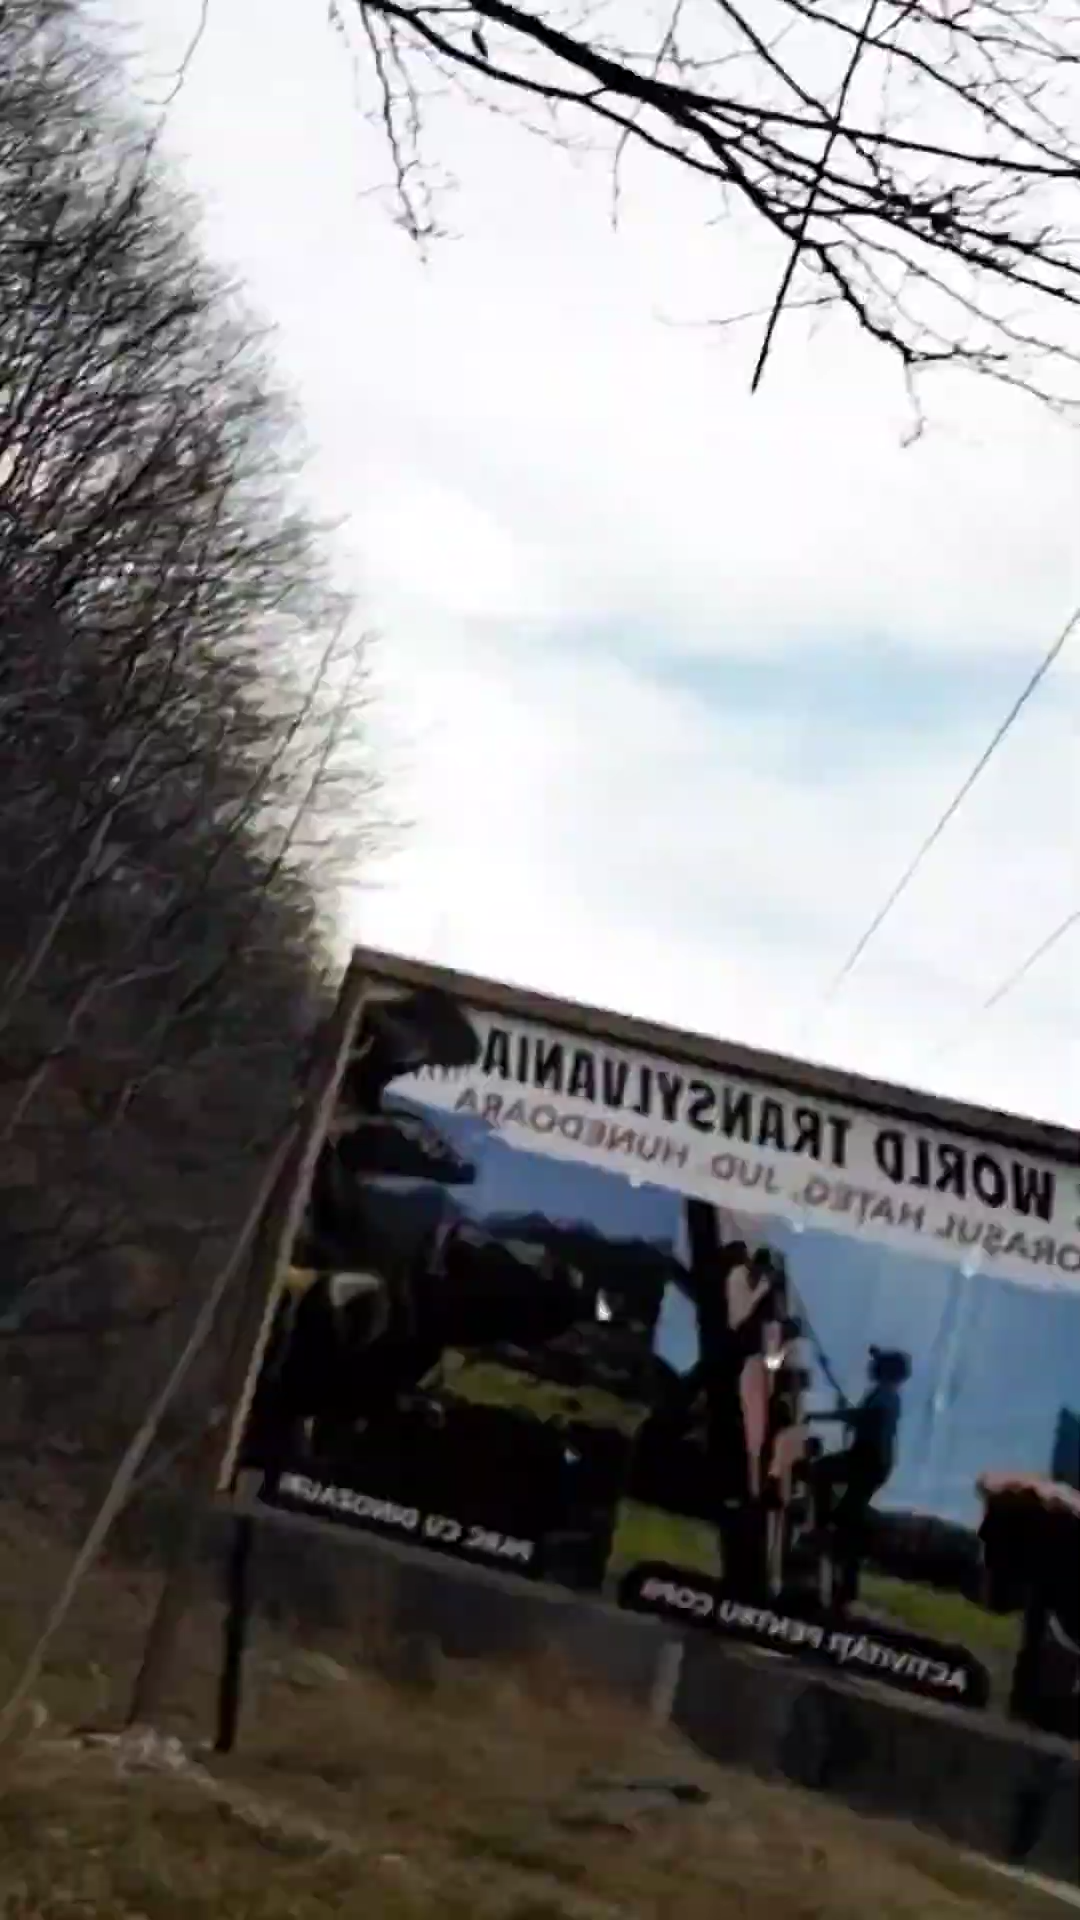 WORLD TRANSYLVANIA
ORAȘUL HAȚEG, JUD. HUNEDOARA
ACTIVITĂȚI PENTRU COPII
PARC CU DINOZAURI